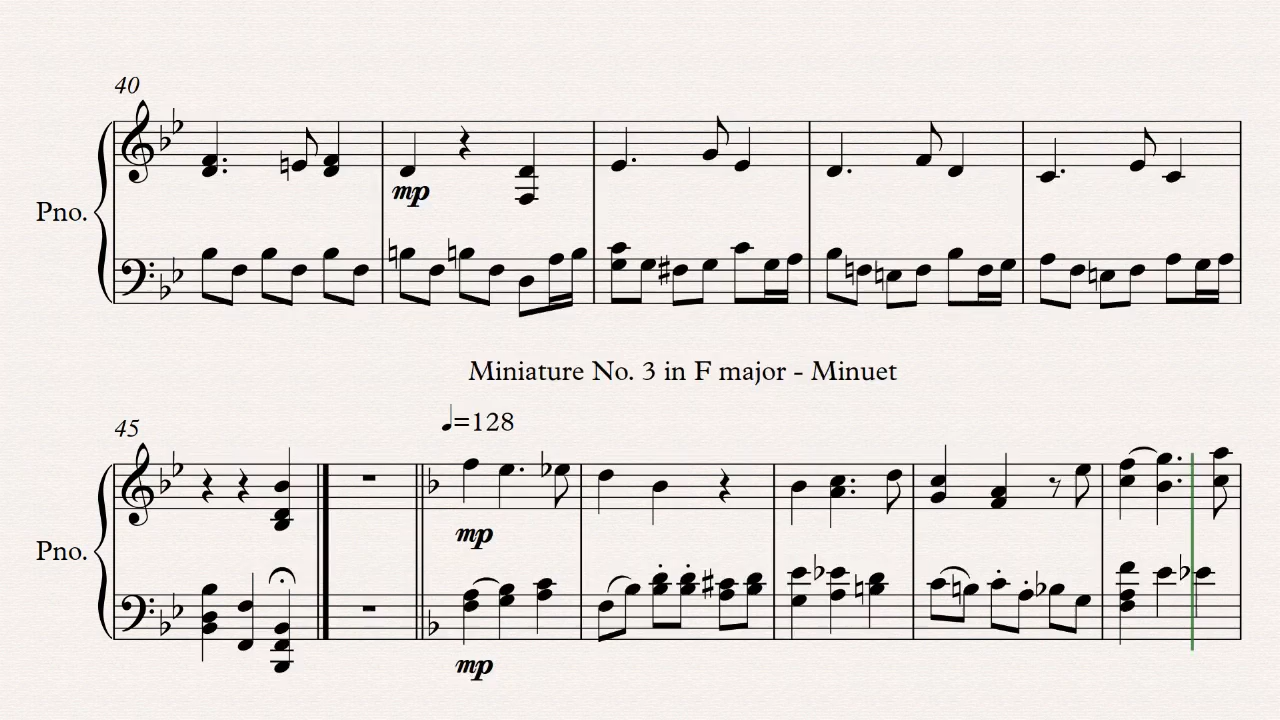 40
Pno.
mp
Miniature No. 3 in F major - Minuet
♩=128
45
Pno.
mp
mp